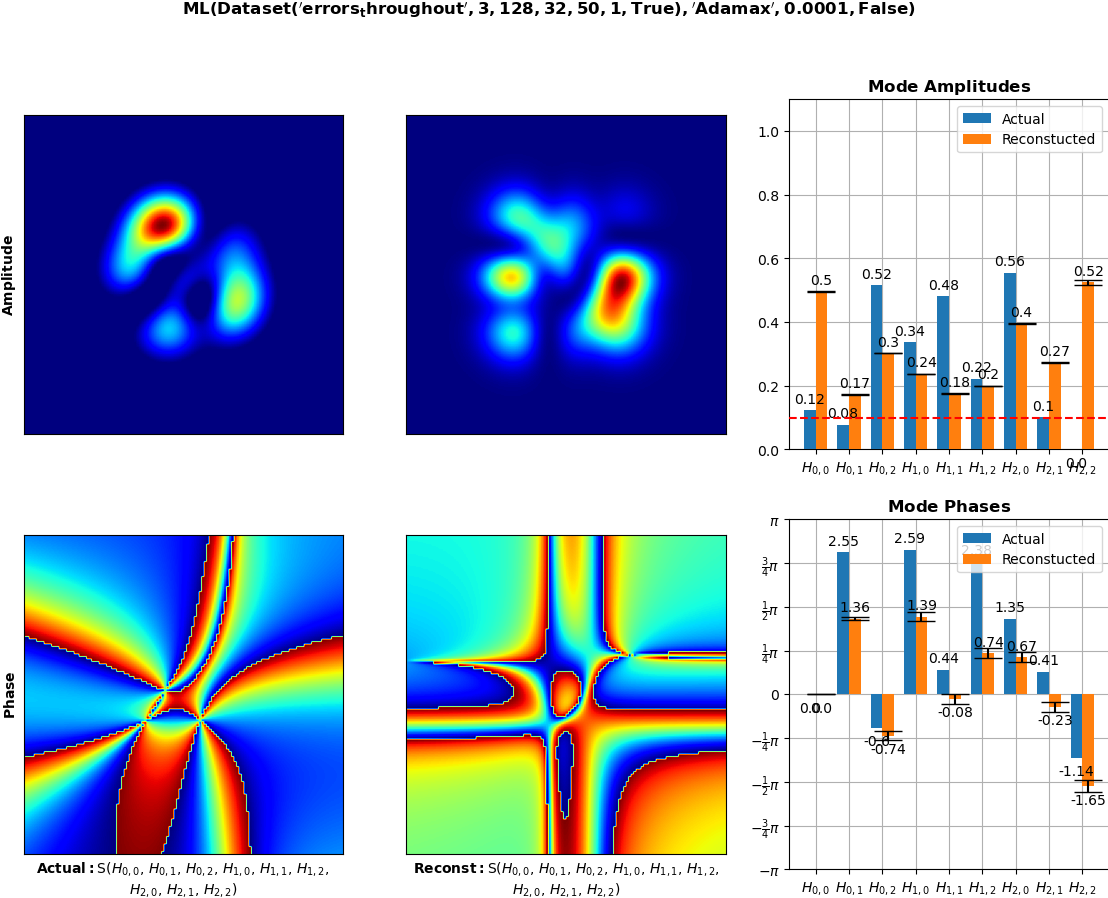 ML(Dataset('errors_throughout', 3, 128, 32, 50, 1, True), 'Adamax', 0.0001, False)
Amplitude
Mode Amplitudes
Actual
Reconstucted
1.0
0.8
0.6
0.4
0.2
0.0
0.12
0.5
0.08
0.17
0.52
0.3
0.34
0.24
0.48
0.18
0.22
0.2
0.56
0.4
0.1
0.27
0.0
0.52
H0,0 H0,1 H0,2 H1,0 H1,1 H1,2 H2,0 H2,1 H2,2
Phase
Mode Phases
Actual
Reconstucted
π
3/4π
1/2π
1/4π
0
−1/4π
−1/2π
−3/4π
−π
0.0
0.0
2.55
1.36
-0.74
2.59
1.39
0.44
-0.08
2.38
0.74
1.35
0.67
0.41
-0.23
-1.14
-1.65
H0,0 H0,1 H0,2 H1,0 H1,1 H1,2 H2,0 H2,1 H2,2
Actual: S(H0,0, H0,1, H0,2, H1,0, H1,1, H1,2,
H2,0, H2,1, H2,2)
Reconst: S(H0,0, H0,1, H0,2, H1,0, H1,1, H1,2,
H2,0, H2,1, H2,2)